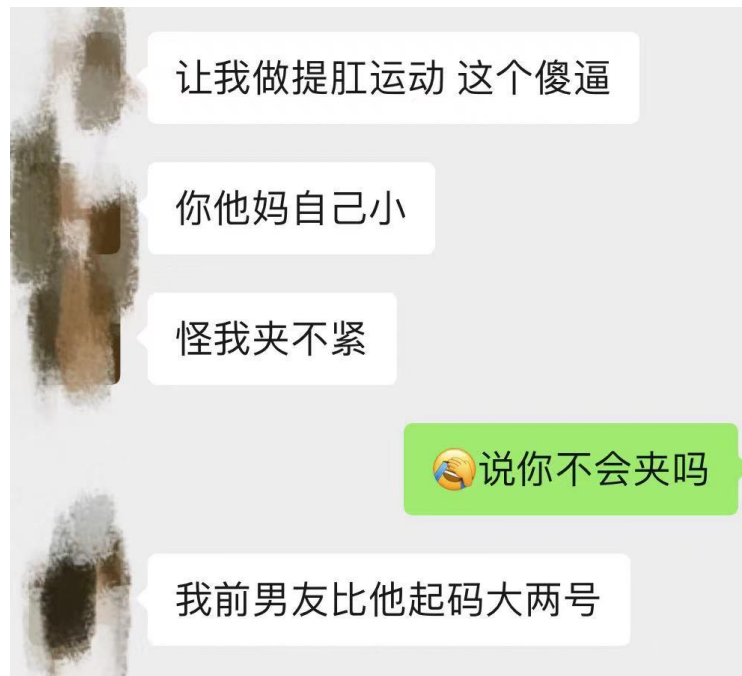 让我做提肛运动 这个傻逼
你他妈自己小
怪我夹不紧
🤦说你不会夹吗
我前男友比他起码大两号